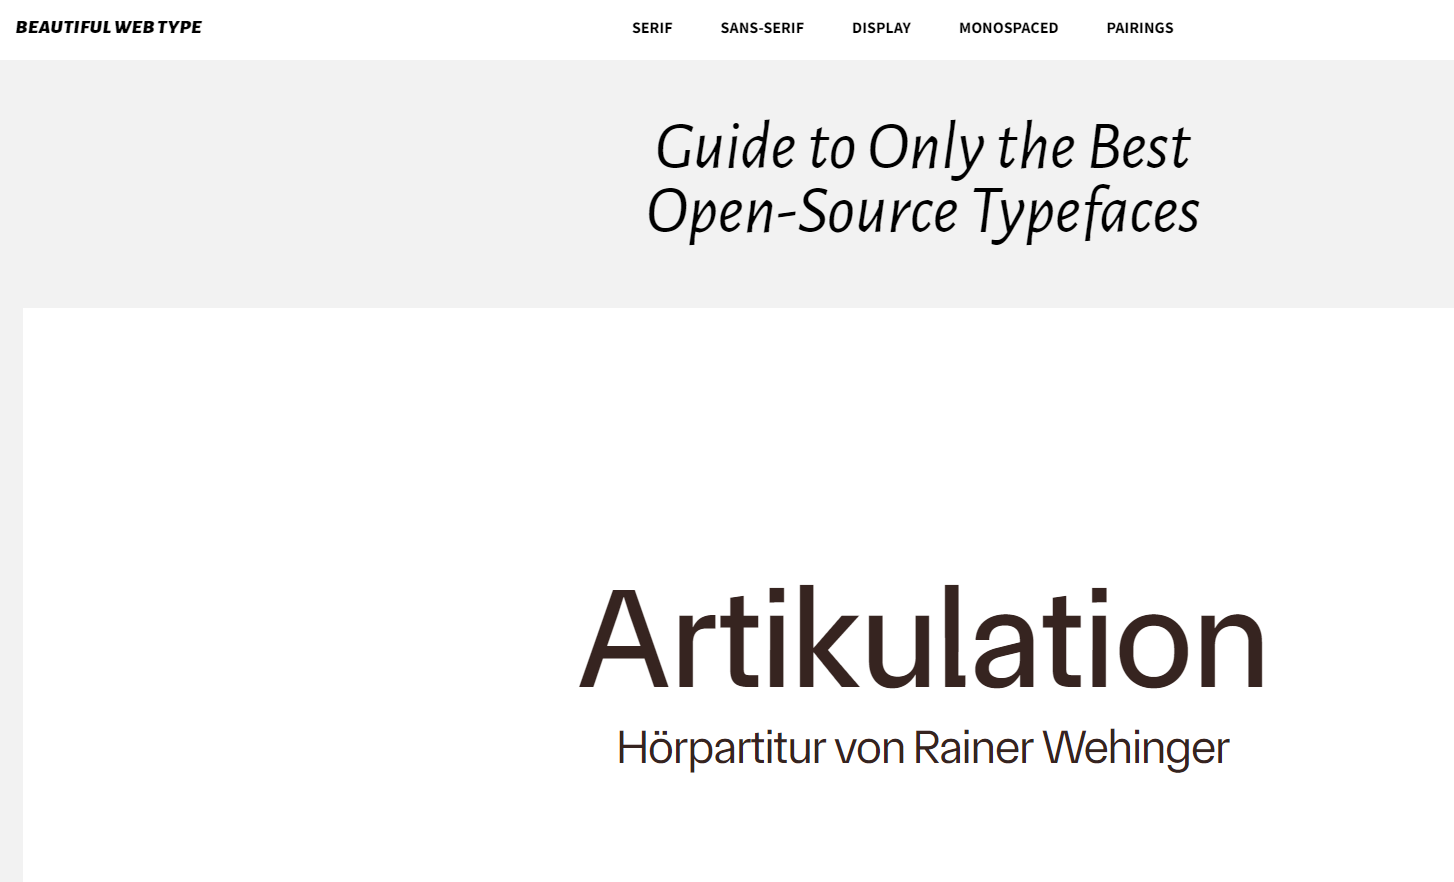 BEAUTIFUL WEB TYPE
SERIF SANS-SERIF DISPLAY MONOSPACED PAIRINGS
Guide to Only the Best
Open-Source Typefaces
Artikulation
Hörpartitur von Rainer Wehinger